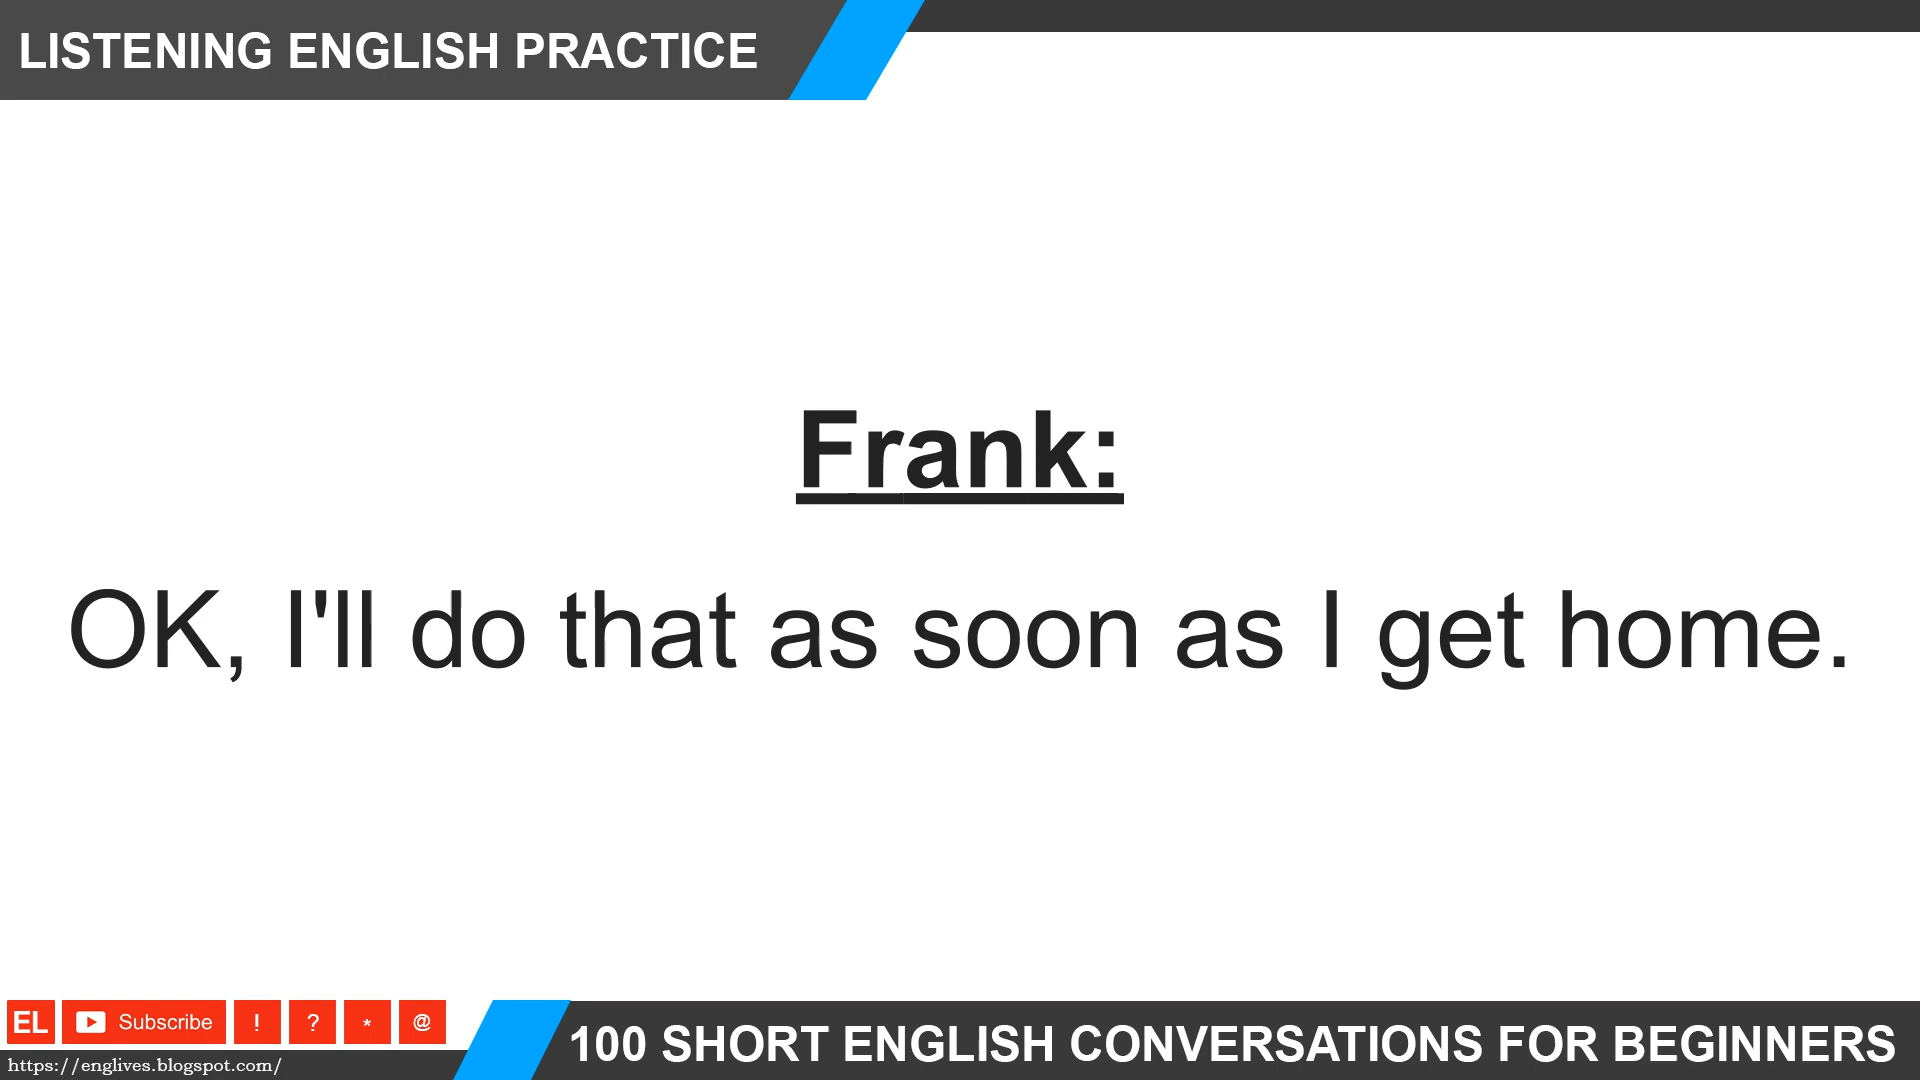 LISTENING ENGLISH PRACTICE
Frank:
OK, I'll do that as soon as I get home.
EL Subscribe ! ? * @
https://englives.blogspot.com/
100 SHORT ENGLISH CONVERSATIONS FOR BEGINNERS